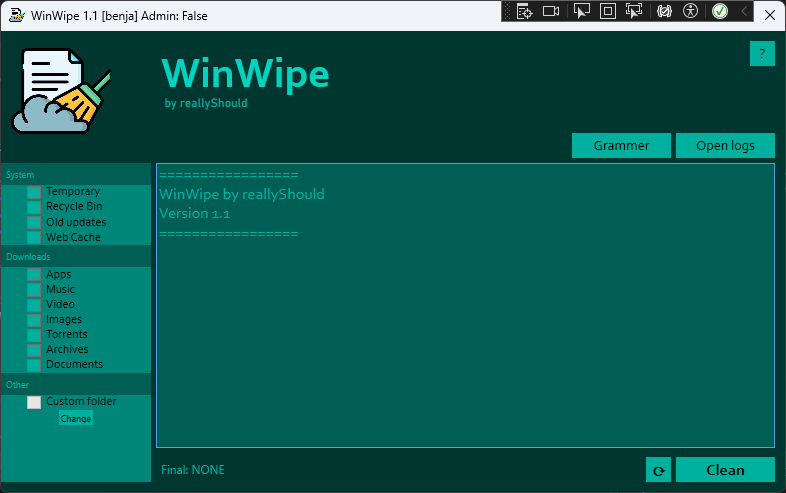 WinWipe 1.1 [benja] Admin: False
WinWipe
by reallyShould
?
Grammer
Open logs
System
Temporary
Recycle Bin
Old updates
Web Cache
Downloads
Apps
Music
Video
Images
Torrents
Archives
Documents
Other
Custom folder
Change
=================
WinWipe by reallyShould
Version 1.1
=================
Final: NONE
Clean